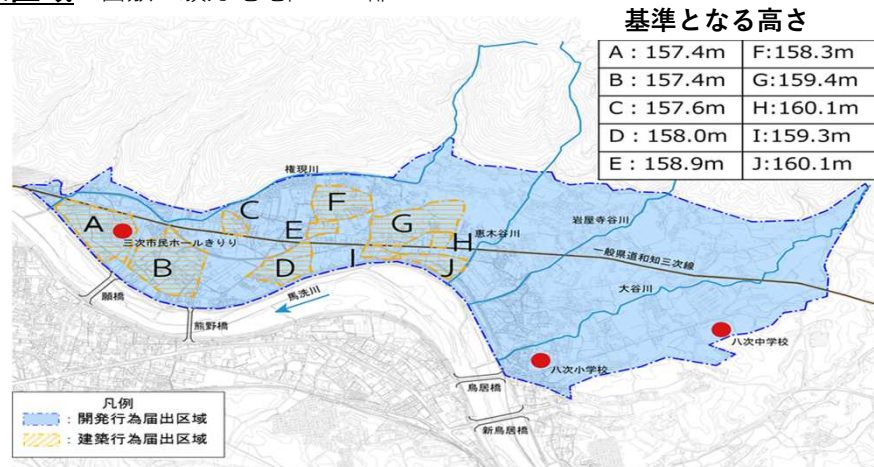 基準となる高さ
A：157.4m F:158.3m
B：157.4m G:159.4m
C：157.6m H:160.1m
D：158.0m I:159.3m
E：158.9m J:160.1m
権現川
A
B
C
D
E
F
G
H
I
J
三次市民ホールきりり
恵木谷川
岩屋寺谷川
一般県道和知三次線
大谷川
馬洗川
願橋
熊野橋
八次中学校
八次小学校
鳥居橋
新鳥居橋
凡例
：開発行為届出区域
：建築行為届出区域